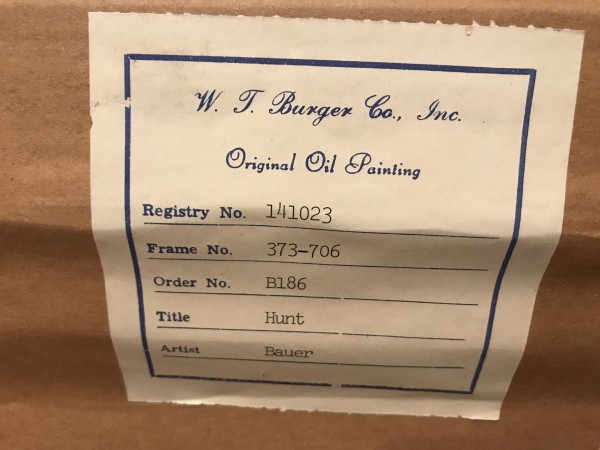 W. T. Burger Co., Inc.
Original Oil Painting
Registry No. 141023
Frame No. 373-706
Order No. B186
Title Hunt
Artist Bauer